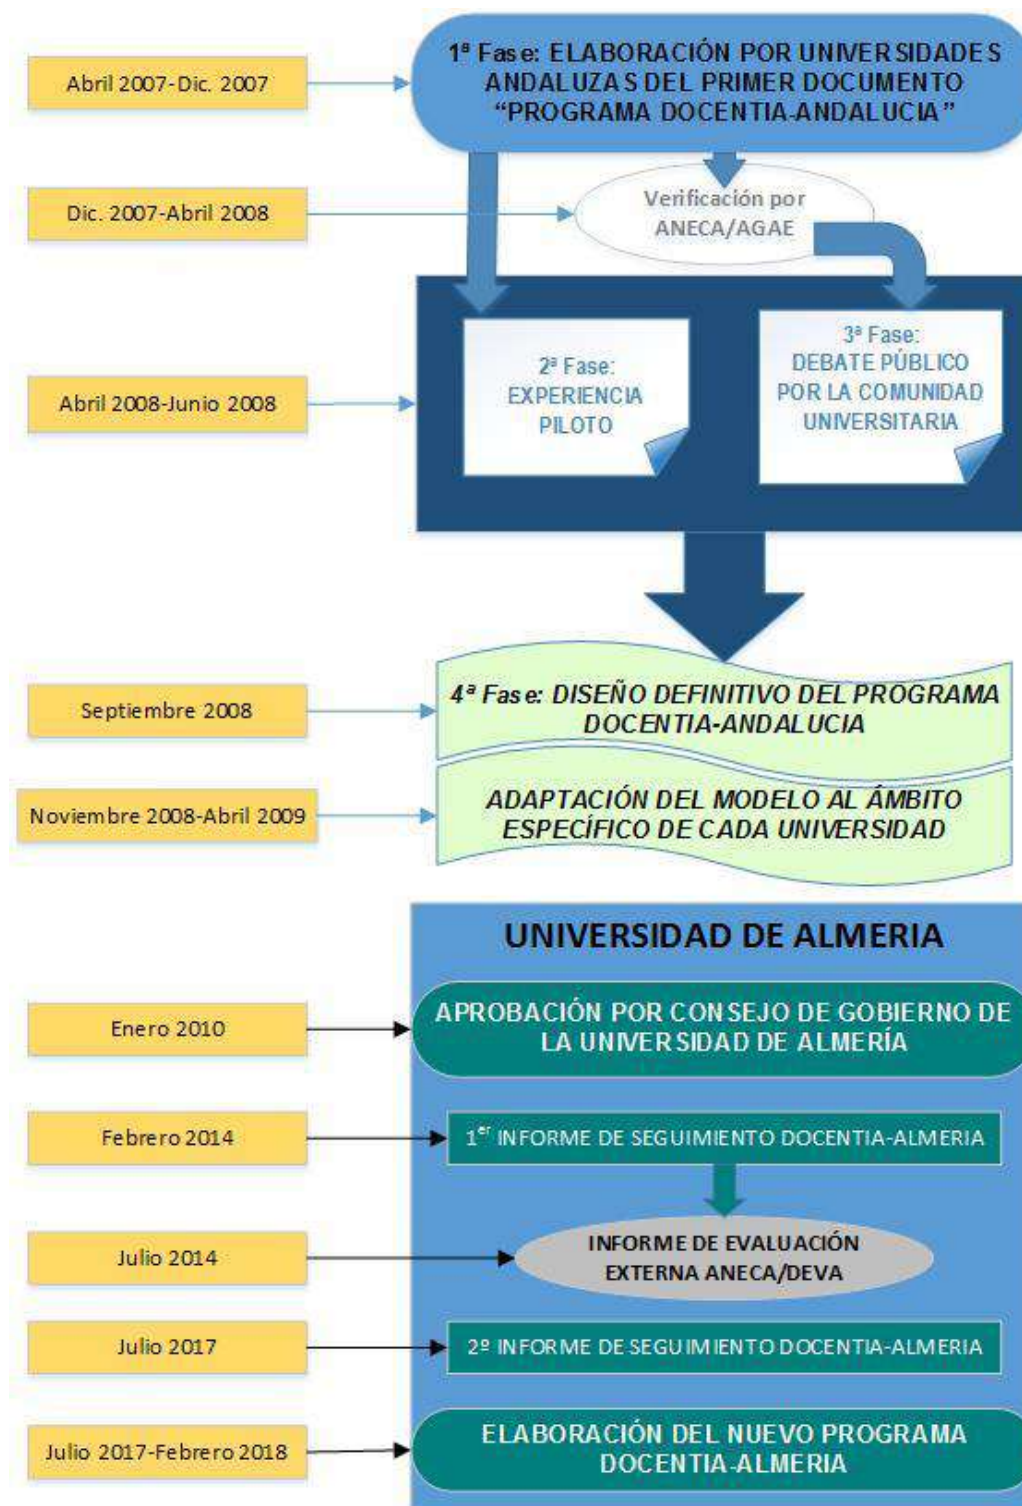 Abril 2007-Dic. 2007
1ª Fase: ELABORACIÓN POR UNIVERSIDADES
ANDALUZAS DEL PRIMER DOCUMENTO
“PROGRAMA DOCENTIA-ANDALUCIA”
Dic. 2007-Abril 2008
Verificación por
ANECA/AGAE
Abril 2008-Junio 2008
2ª Fase:
EXPERIENCIA
PILOTO
3ª Fase:
DEBATE PÚBLICO
POR LA COMUNIDAD
UNIVERSITARIA
Septiembre 2008
4ª Fase: DISEÑO DEFINITIVO DEL PROGRAMA
DOCENTIA-ANDALUCIA
Noviembre 2008-Abril 2009
ADAPTACIÓN DEL MODELO AL ÁMBITO
ESPECÍFICO DE CADA UNIVERSIDAD
UNIVERSIDAD DE ALMERIA
Enero 2010
APROBACIÓN POR CONSEJO DE GOBIERNO DE
LA UNIVERSIDAD DE ALMERÍA
Febrero 2014
1er INFORME DE SEGUIMIENTO DOCENTIA-ALMERIA
Julio 2014
INFORME DE EVALUACIÓN
EXTERNA ANECA/DEVA
Julio 2017
2º INFORME DE SEGUIMIENTO DOCENTIA-ALMERIA
Julio 2017-Febrero 2018
ELABORACIÓN DEL NUEVO PROGRAMA
DOCENTIA-ALMERIA